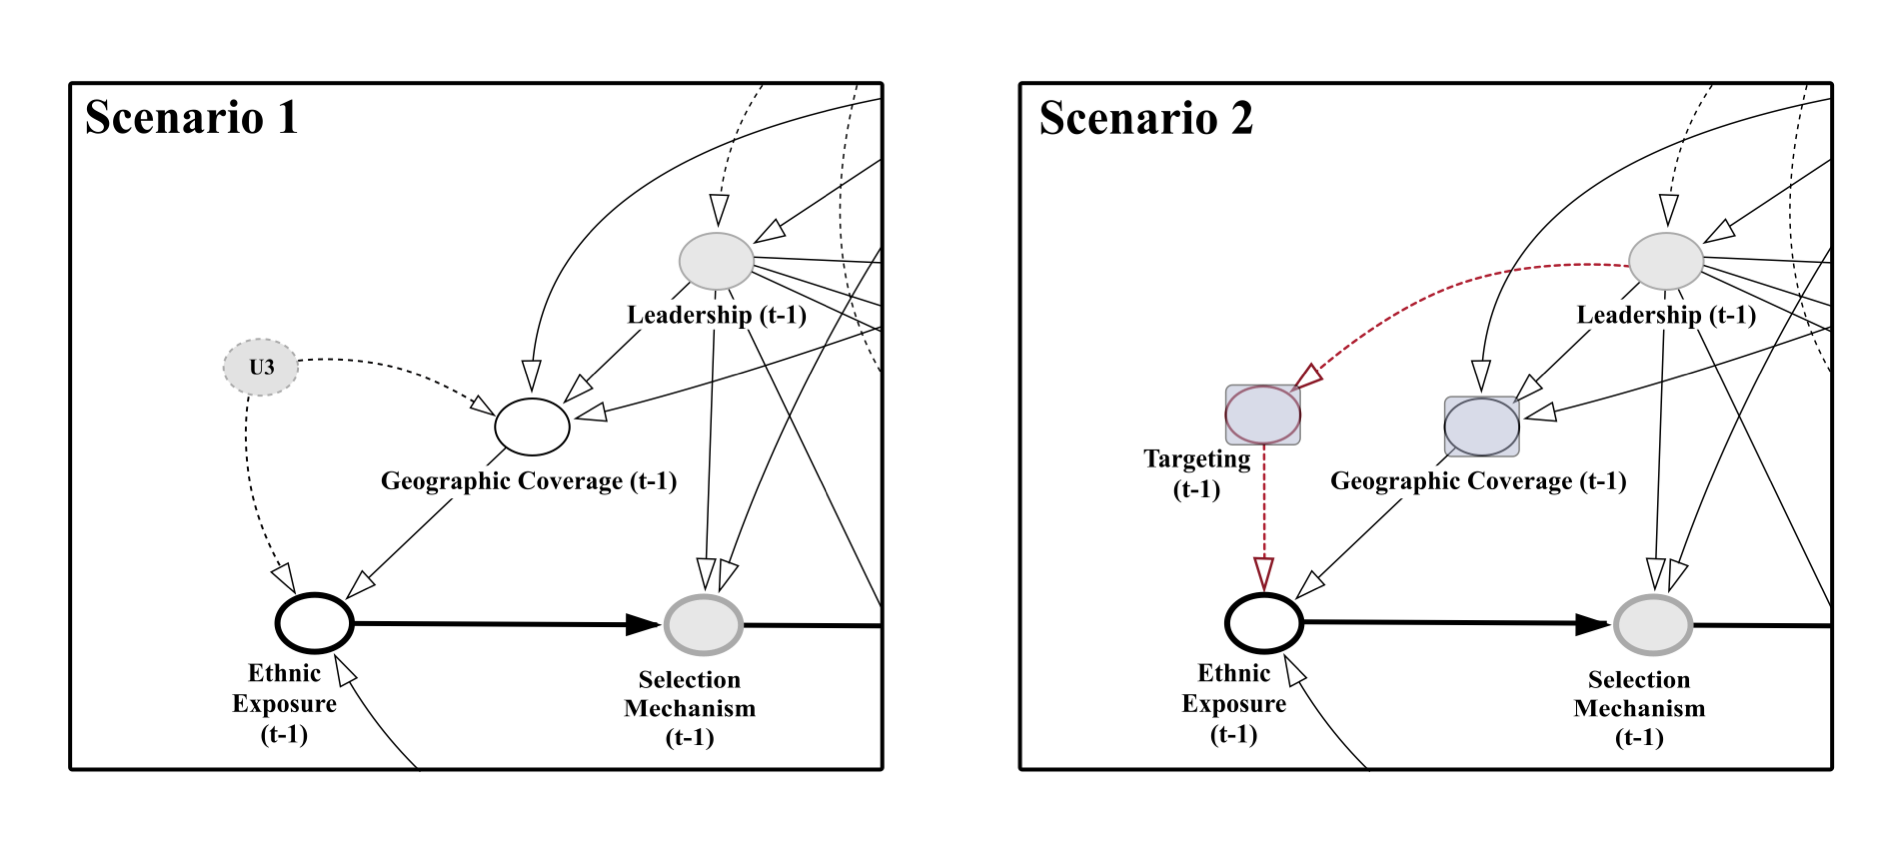 Scenario 1
Leadership (t-1)
U3
Geographic Coverage (t-1)
Ethnic
Exposure
(t-1)
Selection
Mechanism
(t-1)
Scenario 2
Leadership (t-1)
Targeting
(t-1)
Geographic Coverage (t-1)
Ethnic
Exposure
(t-1)
Selection
Mechanism
(t-1)